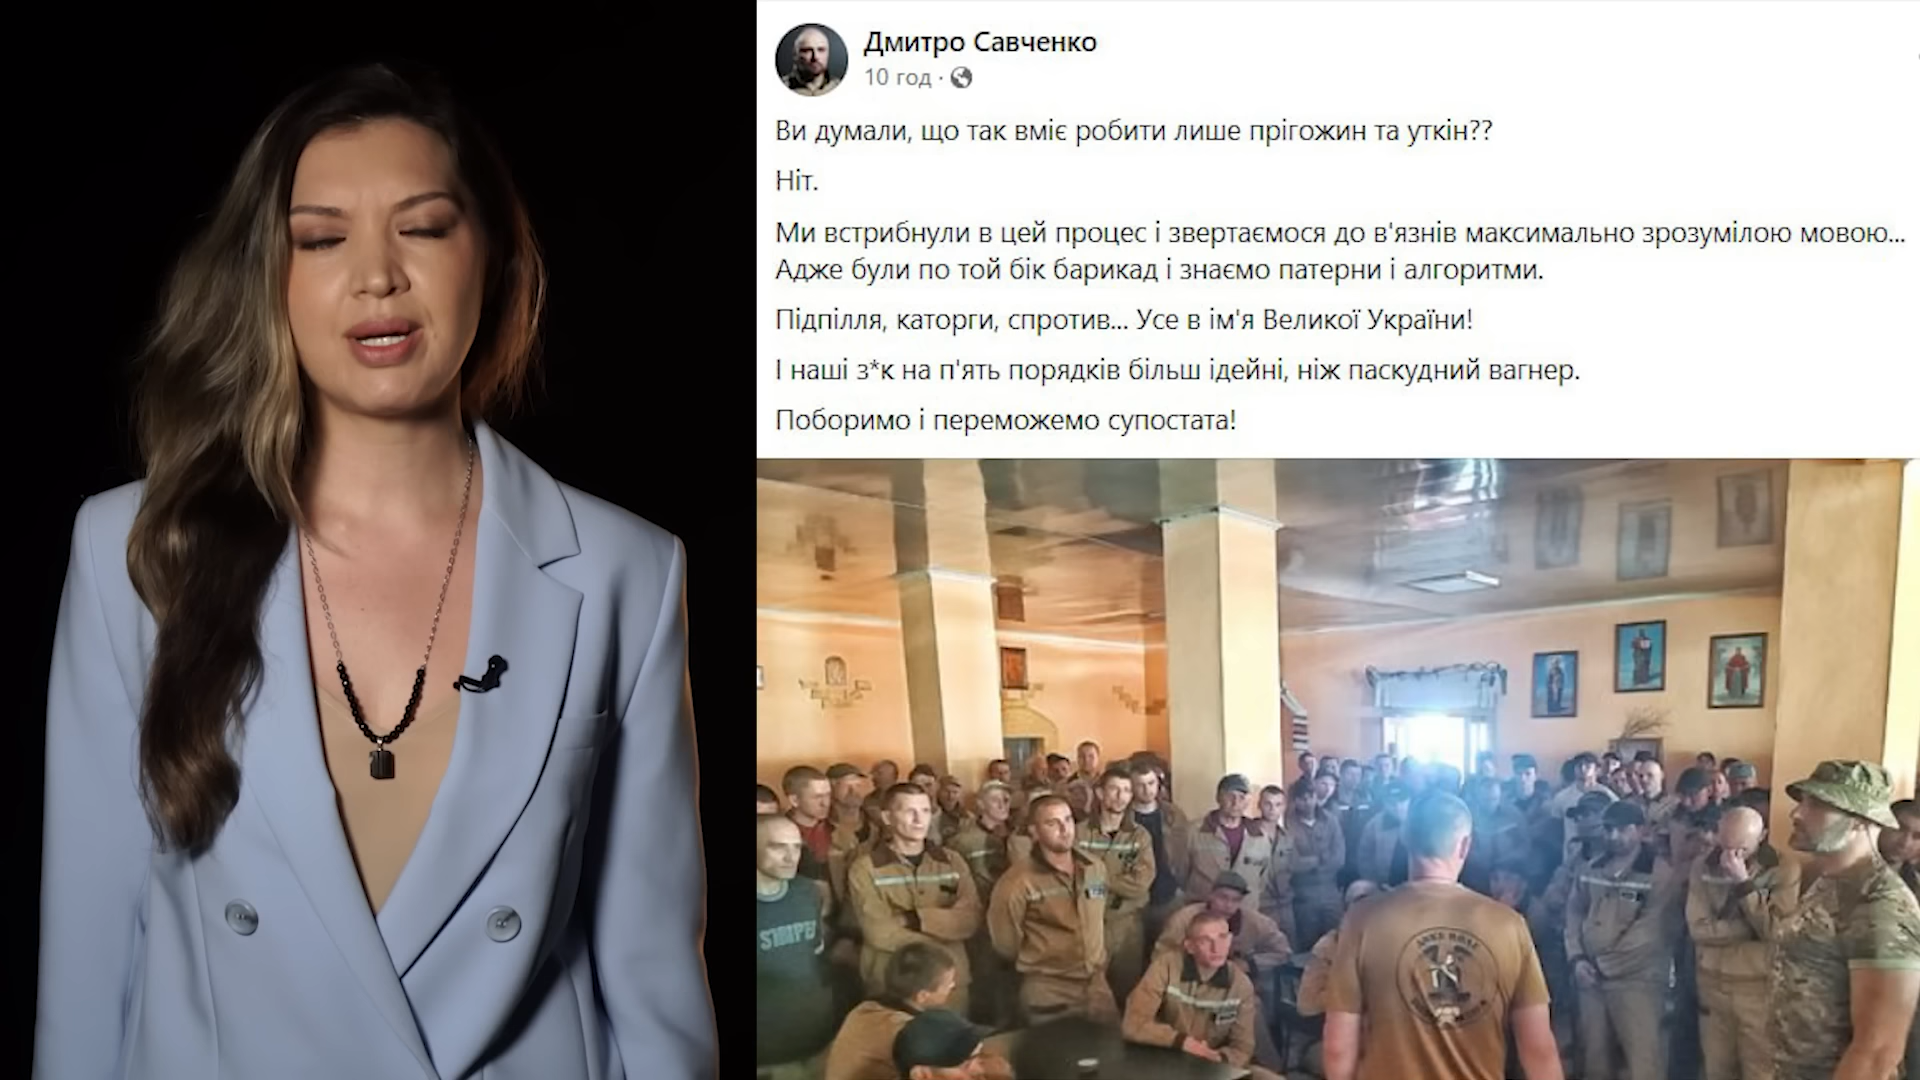 Дмитро Савченко
10 год ·
Ви думали, що так вміє робити лише прігожин та уткін??
Ніт.
Ми встрибнули в цей процес і звертаємося до в'язнів максимально зрозумілою мовою...
Адже були по той бік барикад і знаємо патерни і алгоритми.
Підпілля, каторги, спротив... Усе в ім'я Великої України!
І наші з*к на п'ять порядків більш ідейні, ніж паскудний вагнер.
Поборимо і переможемо супостата!